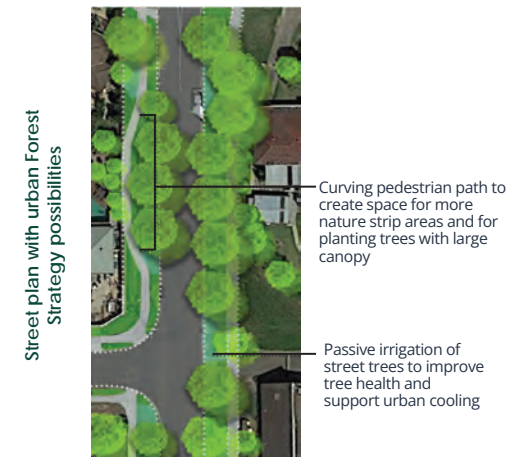 Street plan with urban Forest
Strategy possibilities
Curving pedestrian path to
create space for more
nature strip areas and for
planting trees with large
canopy
Passive irrigation of
street trees to improve
tree health and
support urban cooling